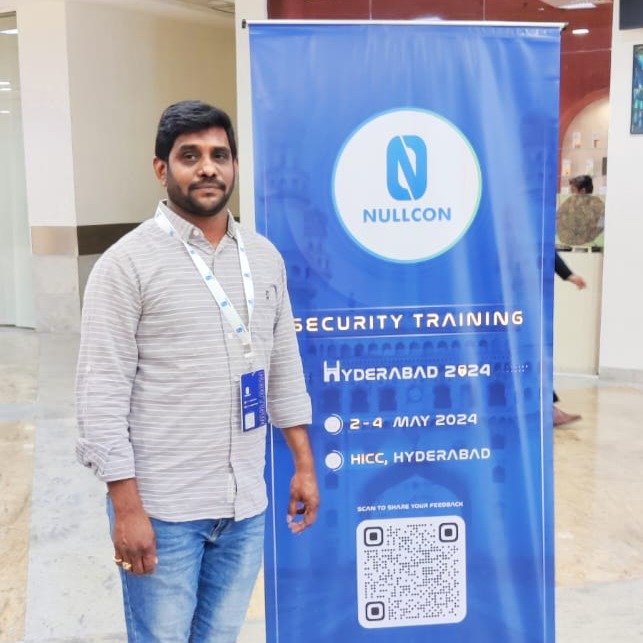 NULLCON
SECURITY TRAINING
HYDERABAD 2024
2-4 MAY 2024
HICC, HYDERABAD
SCAN TO SHARE YOUR FEEDBACK